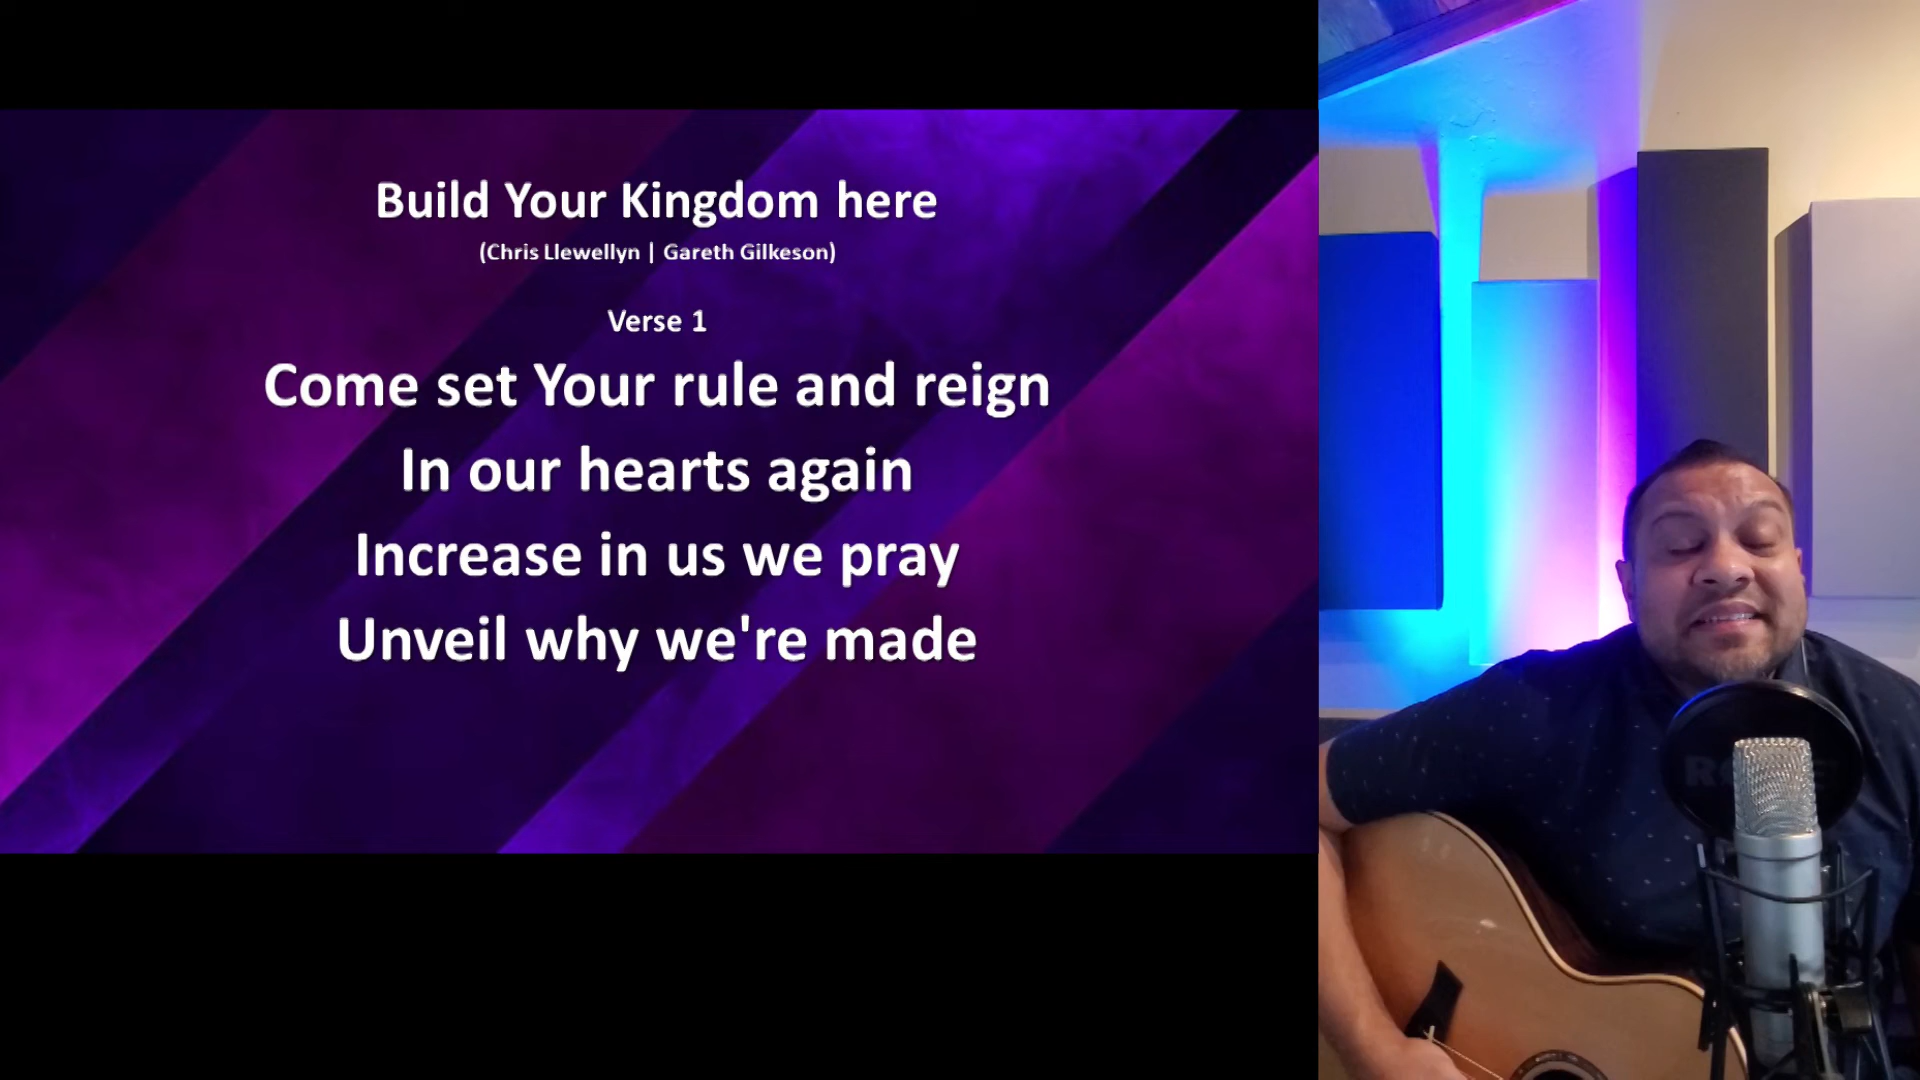 Build Your Kingdom here
(Chris Llewellyn | Gareth Gilkeson)
Verse 1
Come set Your rule and reign
In our hearts again
Increase in us we pray
Unveil why we're made